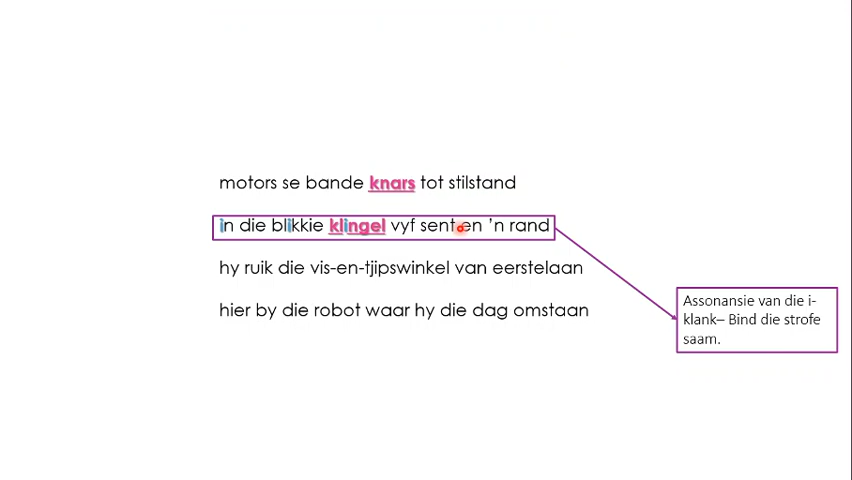 motors se bande knars tot stilstand
in die blikkie klingel vyf sent en 'n rand
hy ruik die vis-en-tjipswinkel van eerstelaan
hier by die robot waar hy die dag omstaan
Assonansie van die i-
klank– Bind die strofe
saam.